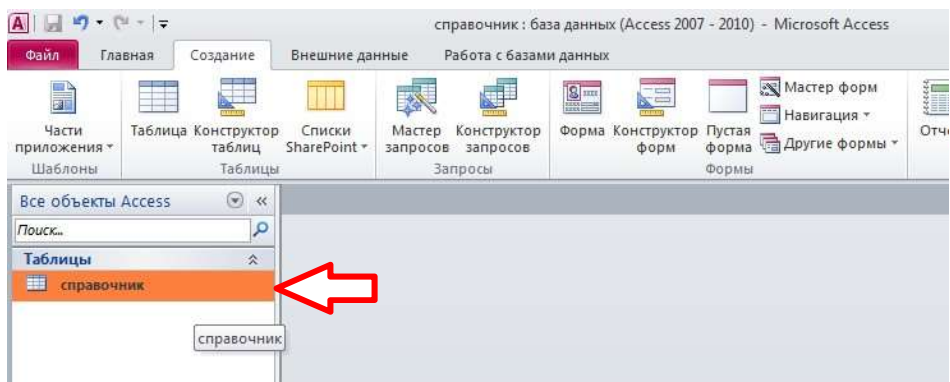 справочник : база данных (Access 2007 - 2010) - Microsoft Access
Файл Главная Создание Внешние данные Работа с базами данных
Части приложения
Таблица
Конструктор таблиц
Списки SharePoint
Мастер запросов
Конструктор запросов
Форма
Конструктор форм
Пустая форма
Мастер форм
Навигация
Другие формы
Отч
Шаблоны Таблицы Запросы Формы
Все объекты Access
Поиск...
Таблицы
справочник
справочник